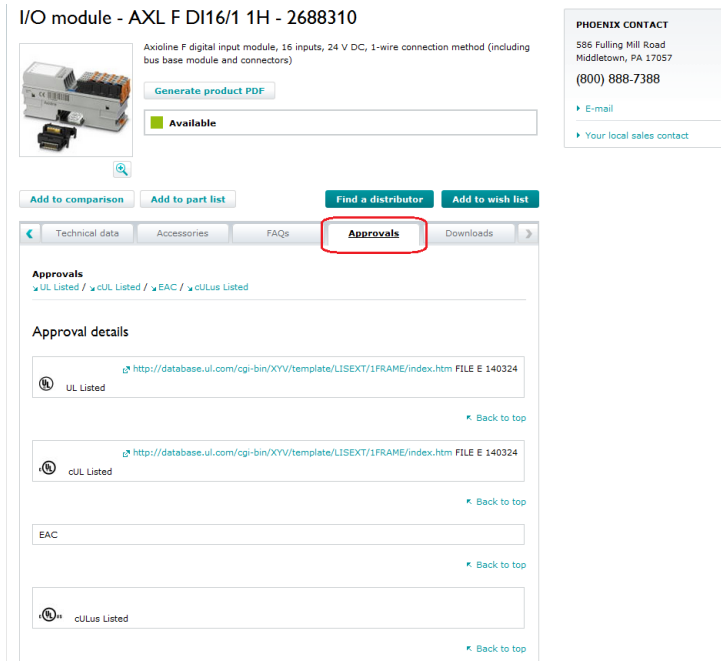 I/O module - AXL F DI16/1 1H - 2688310
Axioline F digital input module, 16 inputs, 24 V DC, 1-wire connection method (including
bus base module and connectors)
Generate product PDF
Available
Add to comparison
Add to part list
Find a distributor
Add to wish list
Technical data
Accessories
FAQs
Approvals
Downloads
Approvals
UL Listed / cUL Listed / EAC / cULus Listed
Approval details
http://database.ul.com/cgi-bin/XYV/template/LISEXT/1FRAME/index.htm FILE E 140324
UL Listed
Back to top
http://database.ul.com/cgi-bin/XYV/template/LISEXT/1FRAME/index.htm FILE E 140324
cUL Listed
Back to top
EAC
Back to top
cULus Listed
Back to top
PHOENIX CONTACT
586 Fulling Mill Road
Middletown, PA 17057
(800) 888-7388
E-mail
Your local sales contact